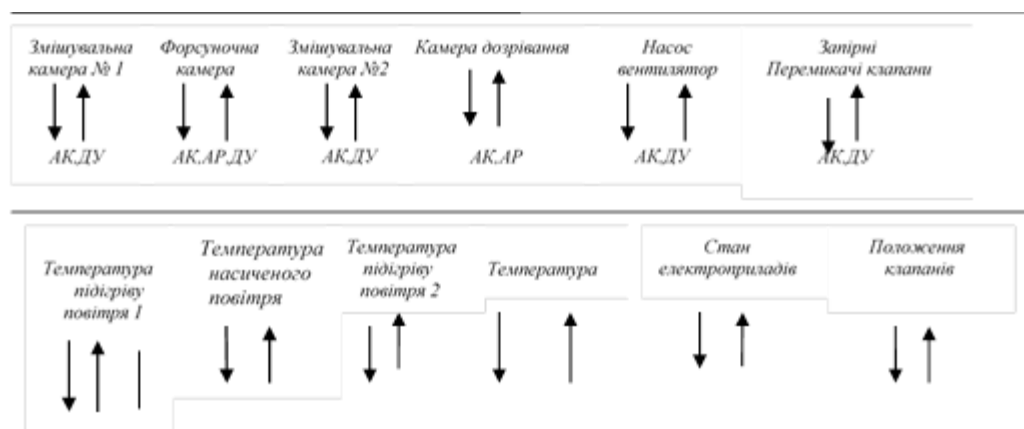 Змішувальна
камера № 1
Форсуночна
камера
Змішувальна
камера №2
Камера дозрівання
Насос
вентилятор
Запірні
Перемикачі клапани
АК,ДУ
АК,АР,ДУ
АК,ДУ
АК,АР
АК,ДУ
АК,ДУ
Температура
підігріву
повітря 1
Температура
насиченого
повітря
Температура
підігріву
повітря 2
Температура
Стан
електроприладів
Положення
клапанів